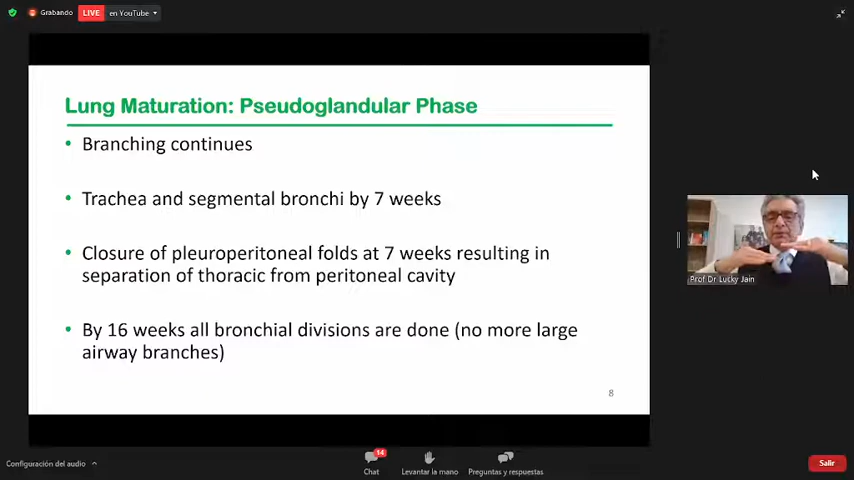 Grabando
LIVE
en YouTube
Lung Maturation: Pseudoglandular Phase
• Branching continues
• Trachea and segmental bronchi by 7 weeks
• Closure of pleuroperitoneal folds at 7 weeks resulting in
separation of thoracic from peritoneal cavity
• By 16 weeks all bronchial divisions are done (no more large
airway branches)
8
Prof Dr Lucky Jain
Configuración del audio
14
Chat
Levantar la mano
Preguntas y respuestas
Salir